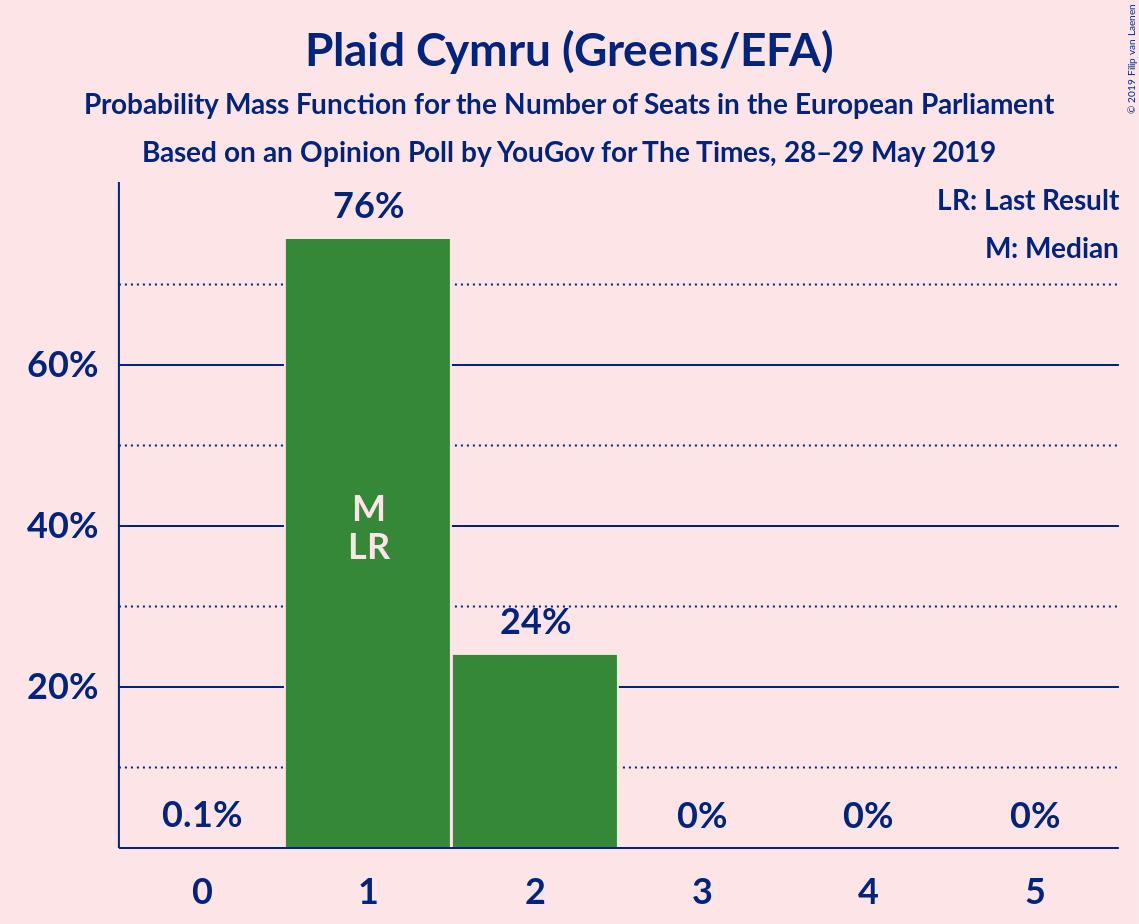 Plaid Cymru (Greens/EFA)
Probability Mass Function for the Number of Seats in the European Parliament
Based on an Opinion Poll by YouGov for The Times, 28–29 May 2019
© 2019 Filip van Laenen
LR: Last Result
M: Median
76%
60%
M
40%
LR
24%
20%
0.1%
0%
0%
0%
0
1
2
3
4
5